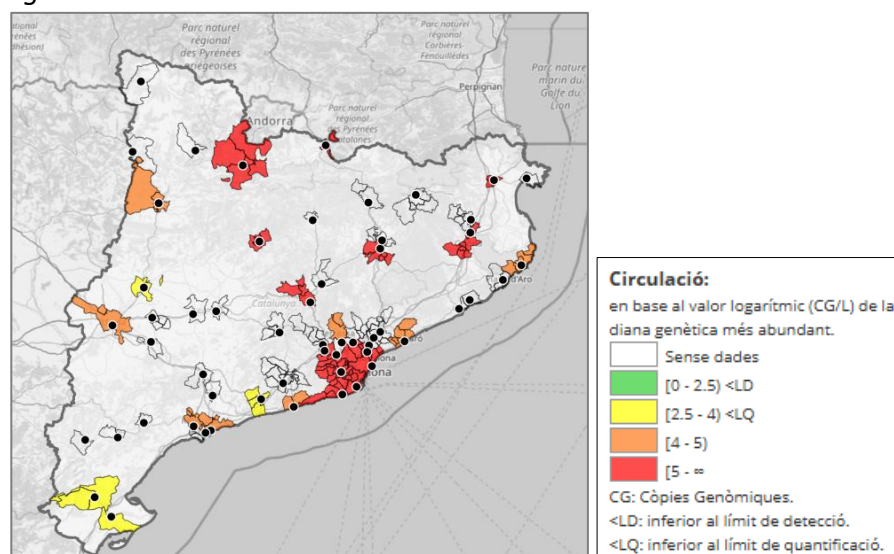 Parc naturel
régional
des Pyrénées
Parc naturel
régional
Corbières-
Fenouillèdes
Parc nature
marin du
Golfe du
Lion
Perpignan
Andorra
Parc naturel
régional
des Pyrénées
Catalunya
d'Aro
Circulació:
en base al valor logarítmic (CG/L) de la
diana genètica més abundant.
Sense dades
[0 - 2.5) <LD
[2.5 - 4) <LQ
[4 - 5)
[5 - ∞
CG: Còpies Genòmiques.
<LD: inferior al límit de detecció.
<LQ: inferior al límit de quantificació.